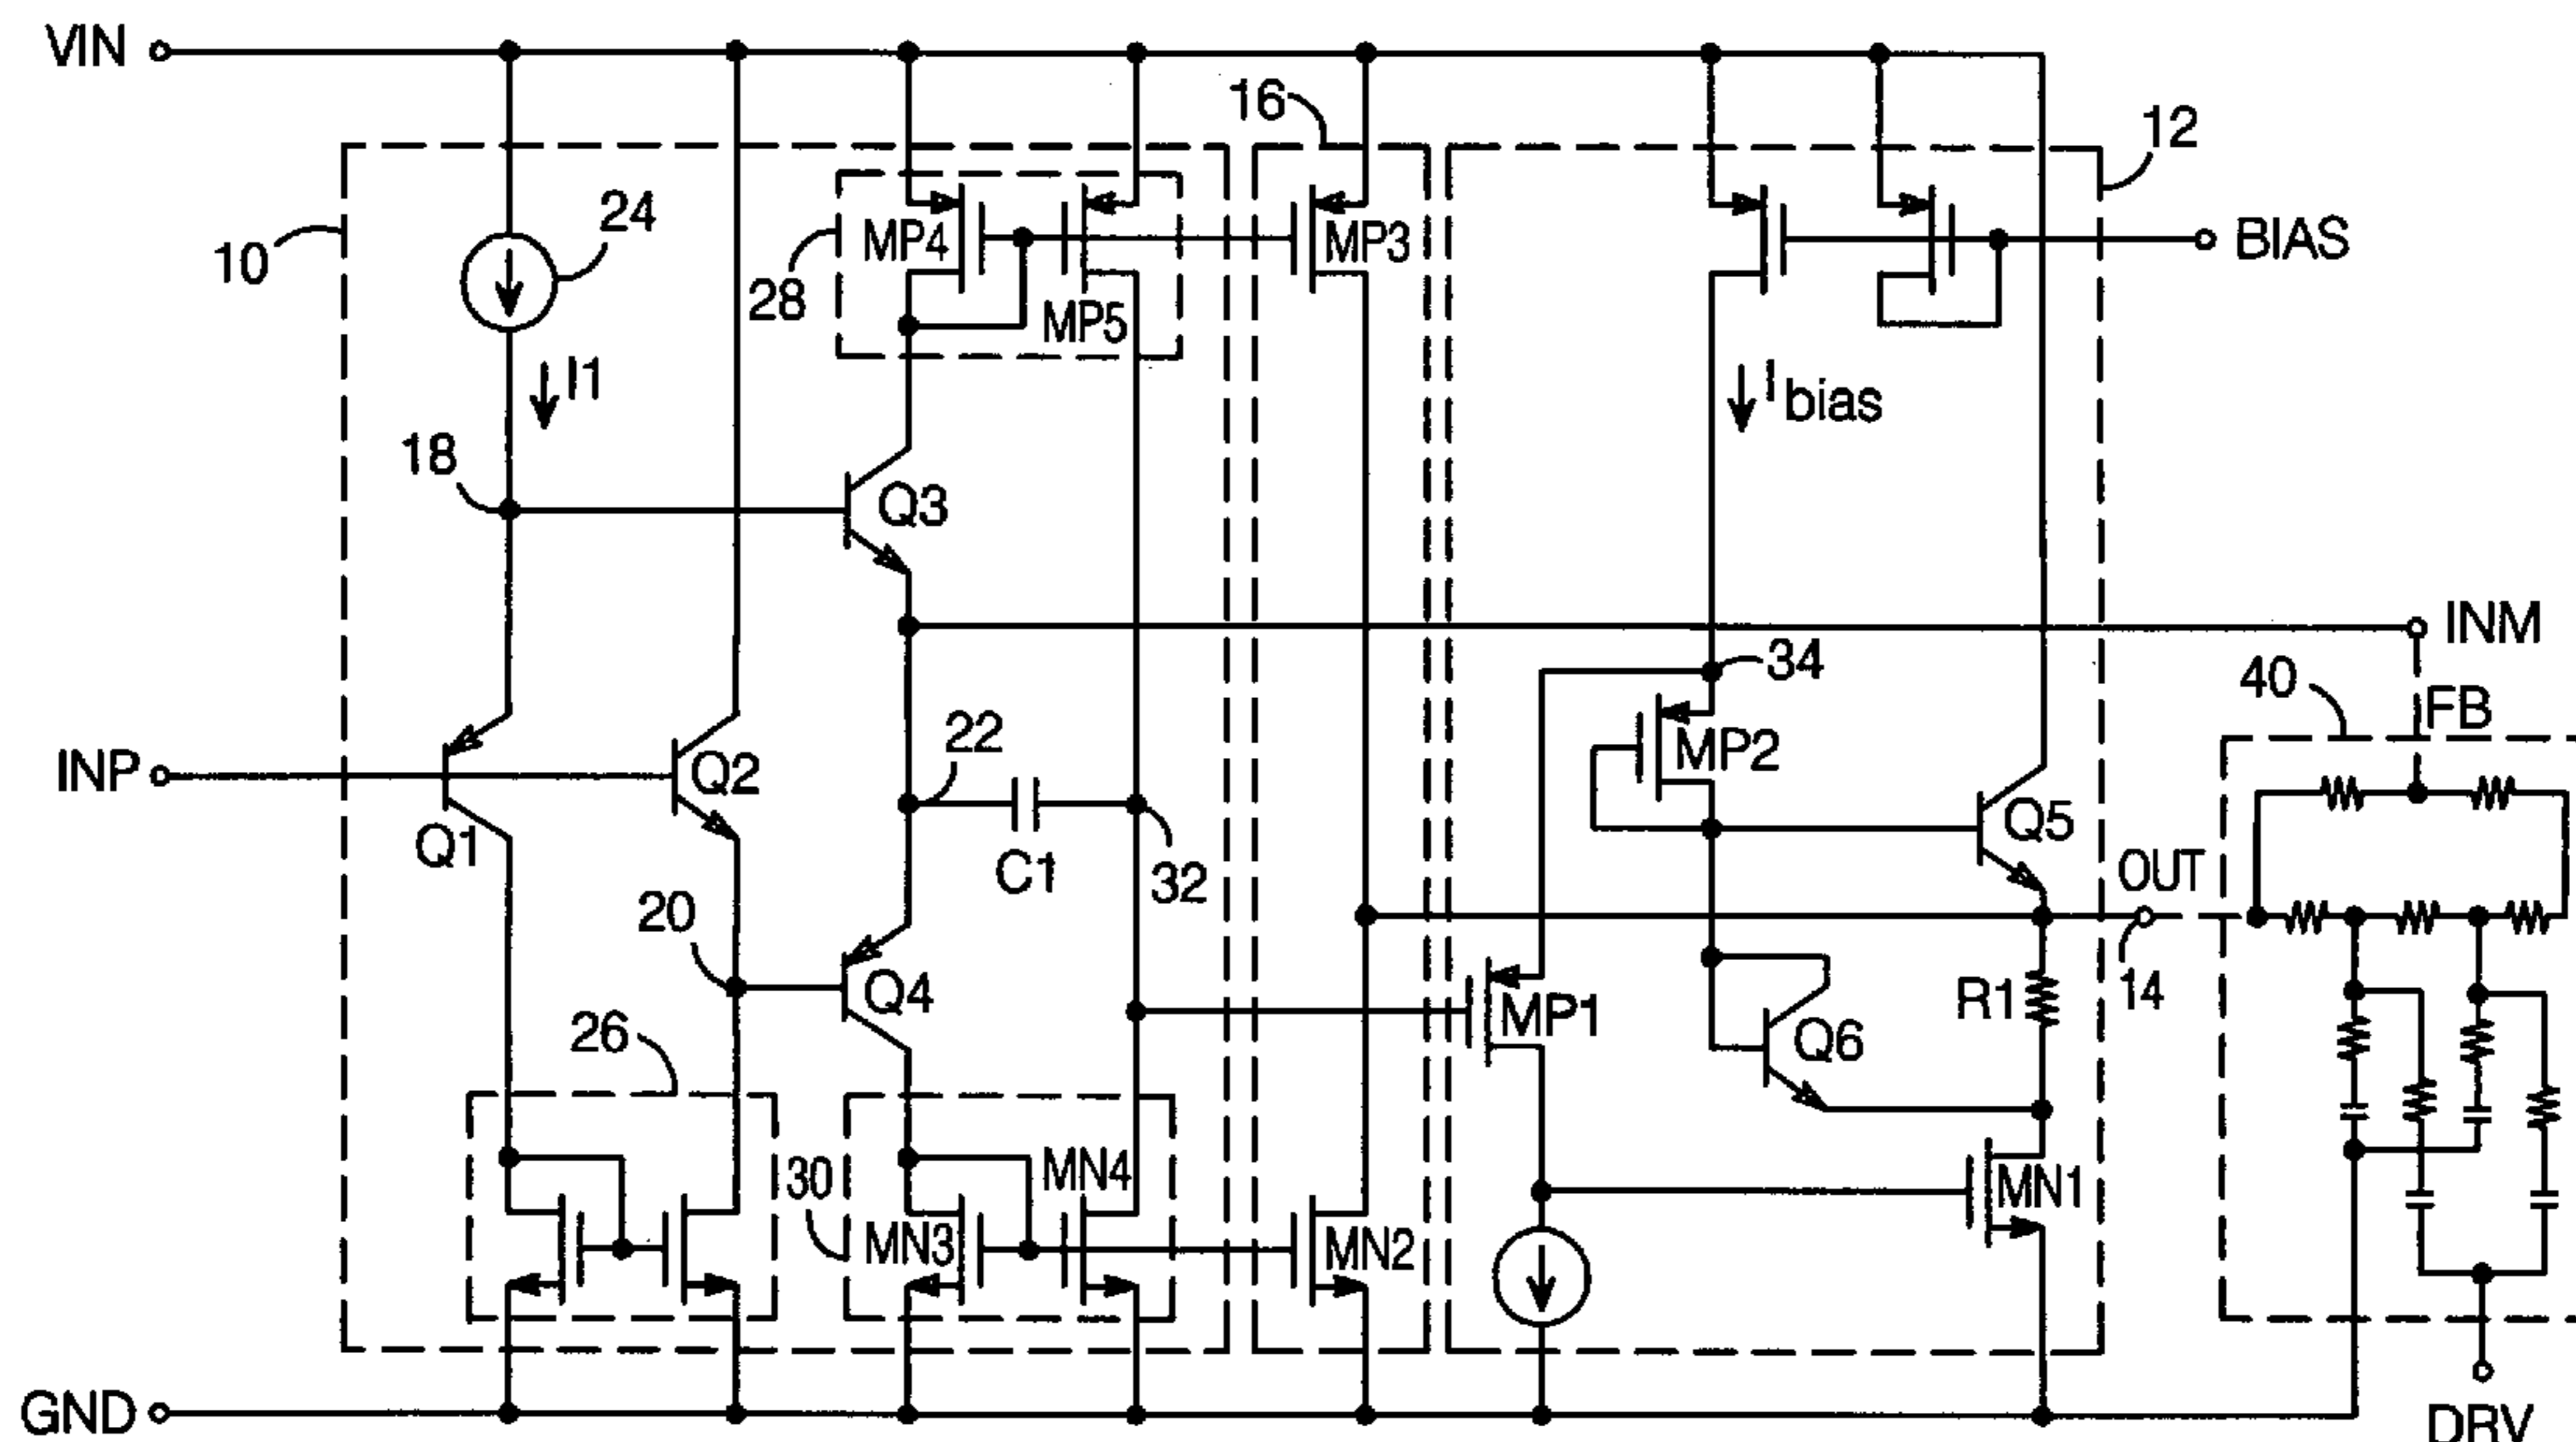 VIN
16
12
24
10
MP4
MP3
BIAS
28
MP5
I1
Ibias
18
Q3
INM
34
40
FB
22
MP2
INP
Q2
Q5
Q1
C1
32
OUT
20
Q4
14
MP1
R1
26
Q6
30
MN4
MN1
MN3
MN2
GND
DRV